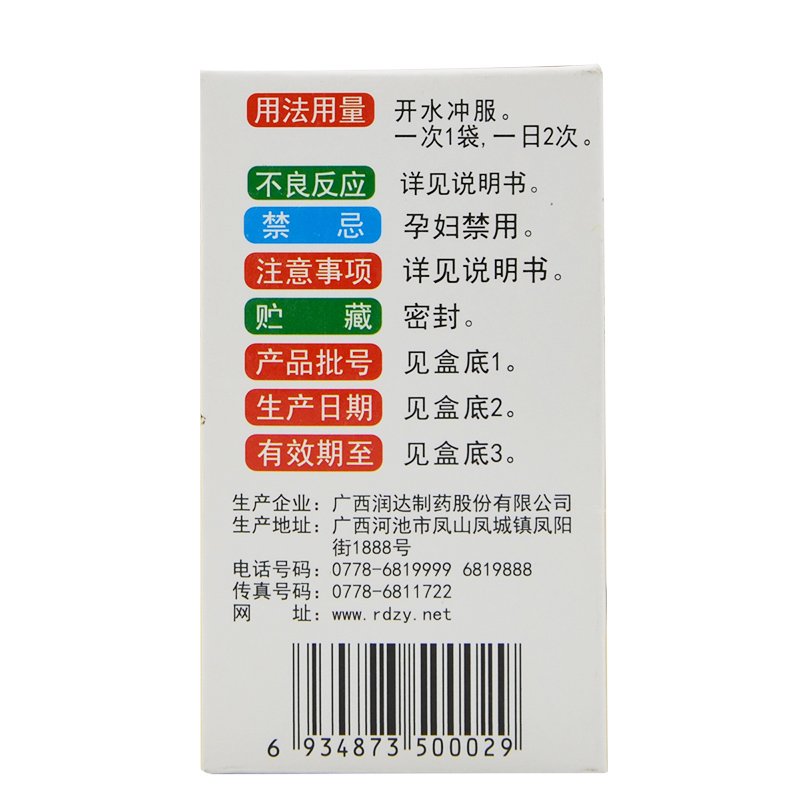 用法用量 开水冲服。
一次1袋,一日2次。
不良反应 详见说明书。
禁 忌 孕妇禁用。
注意事项 详见说明书。
贮 藏 密封。
产品批号 见盒底1。
生产日期 见盒底2。
有效期至 见盒底3。
生产企业：广西润达制药股份有限公司
生产地址：广西河池市凤山凤城镇凤阳
街1888号
电话号码：0778-6819999 6819888
传真号码：0778-6811722
网 址：www.rdzy.net
6 934873 500029